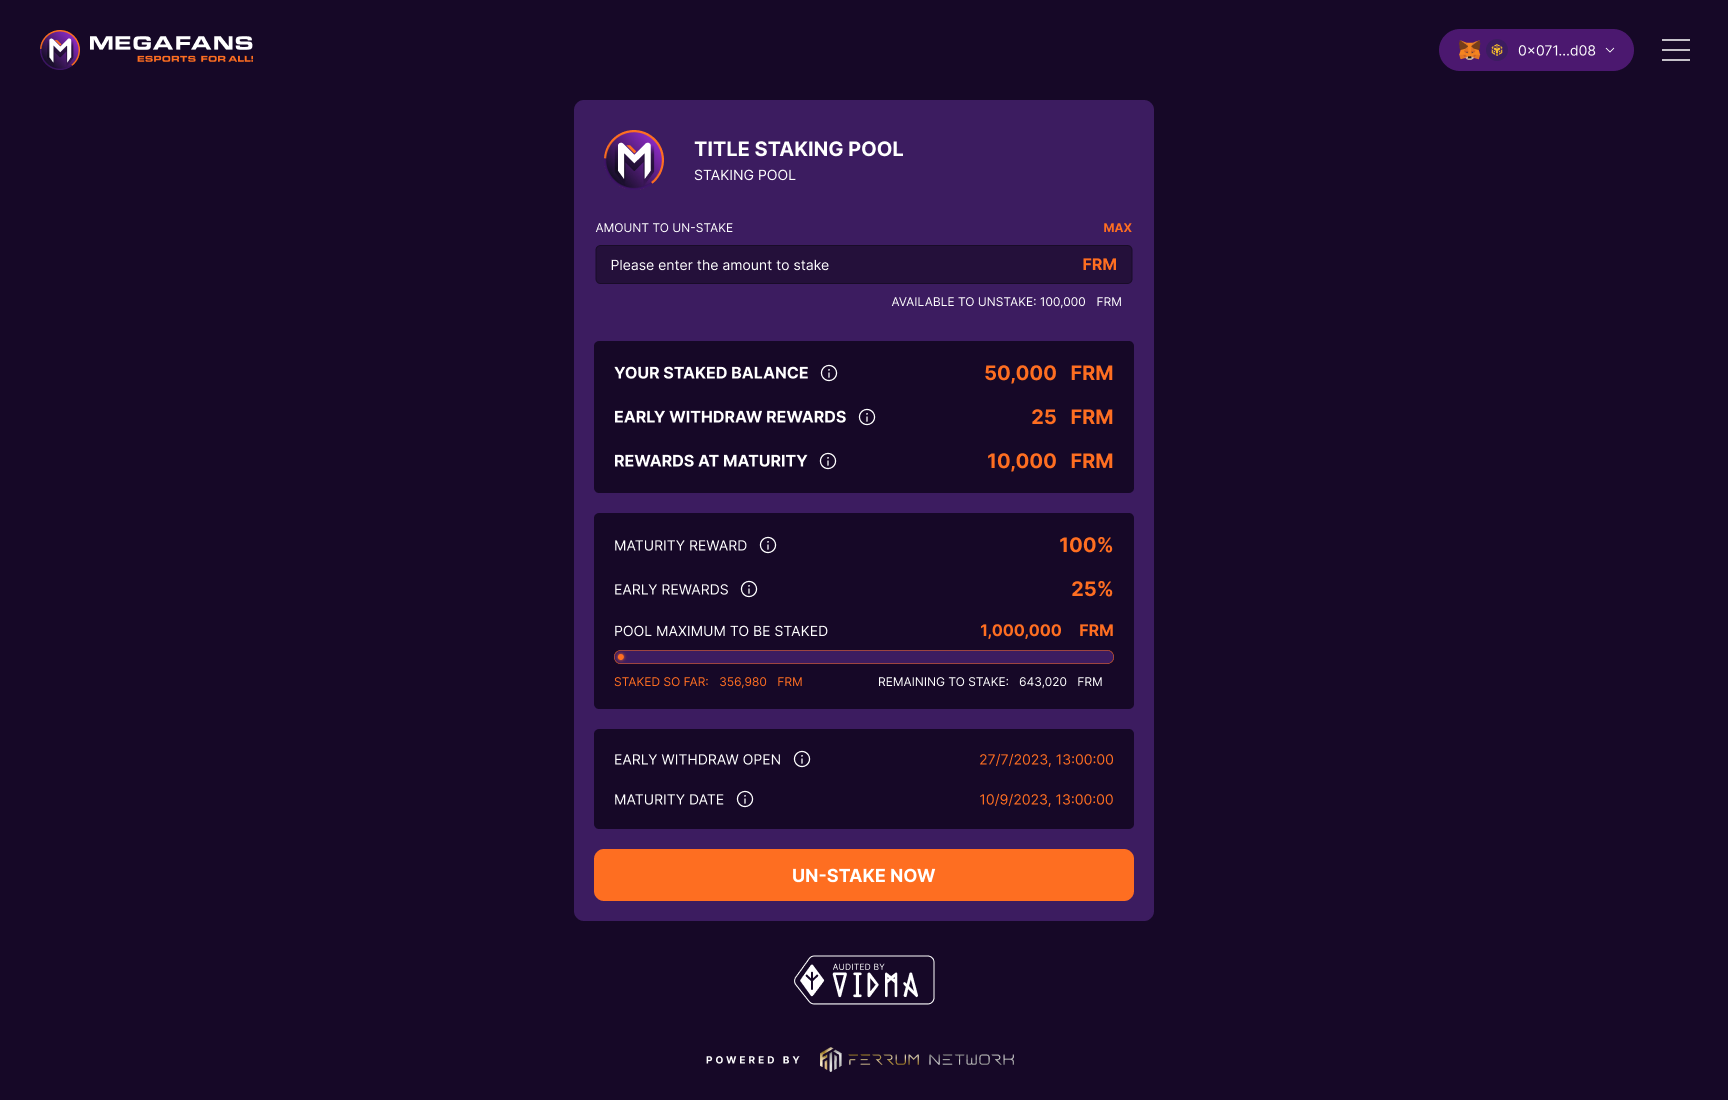 MEGAFANS
ESPORTS FOR ALL!
0x071...d08
TITLE STAKING POOL
STAKING POOL
AMOUNT TO UN-STAKE MAX
Please enter the amount to stake FRM
AVAILABLE TO UNSTAKE: 100,000 FRM
YOUR STAKED BALANCE 50,000 FRM
EARLY WITHDRAW REWARDS 25 FRM
REWARDS AT MATURITY 10,000 FRM
MATURITY REWARD 100%
EARLY REWARDS 25%
POOL MAXIMUM TO BE STAKED 1,000,000 FRM
STAKED SO FAR: 356,980 FRM REMAINING TO STAKE: 643,020 FRM
EARLY WITHDRAW OPEN 27/7/2023, 13:00:00
MATURITY DATE 10/9/2023, 13:00:00
UN-STAKE NOW
AUDITED BY
VIDMA
POWERED BY FERRUM NETWORK